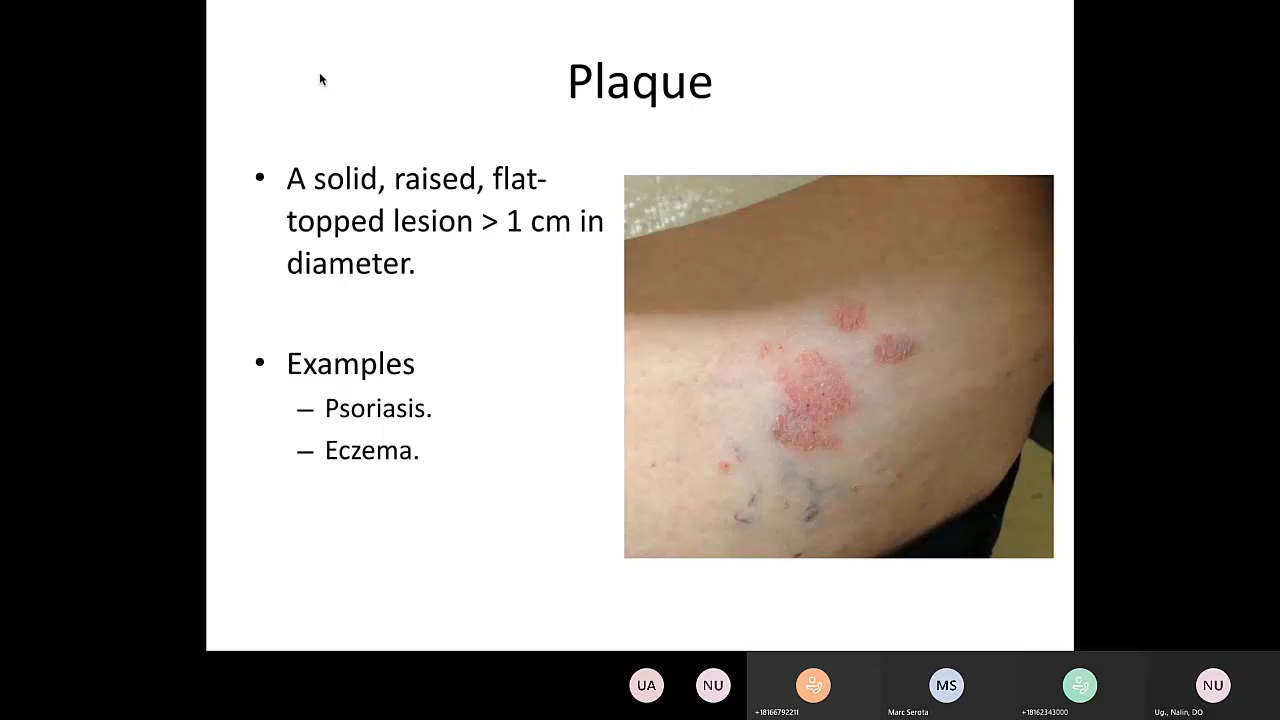 Plaque
• A solid, raised, flat-
topped lesion > 1 cm in
diameter.
• Examples
– Psoriasis.
– Eczema.
UA
NU
MS
NU
+18166792211
Marc Serota
+18162343000
Ug., Nalin, DO